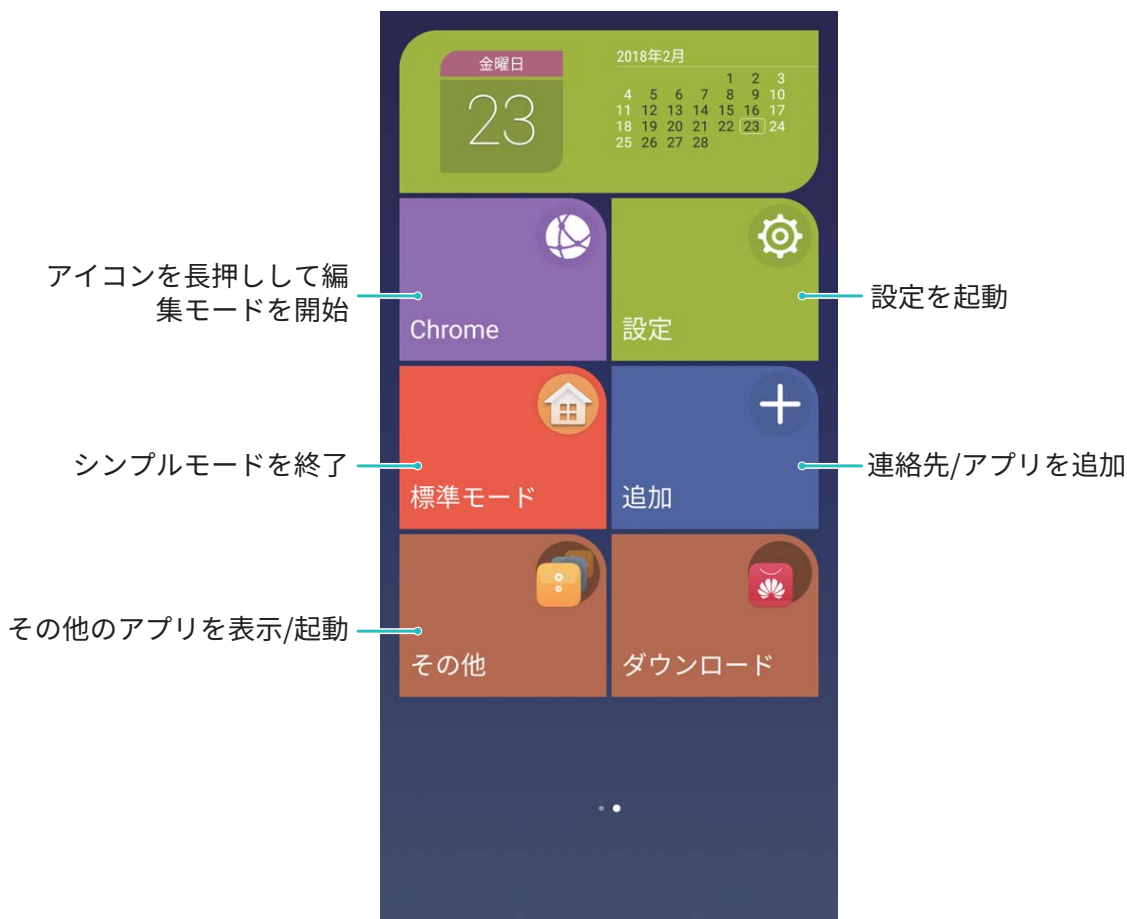 金曜日
23
2018年2月
1 2 3
4 5 6 7 8 9 10
11 12 13 14 15 16 17
18 19 20 21 22 23 24
25 26 27 28
アイコンを長押しして編
集モードを開始
Chrome
設定
設定を起動
シンプルモードを終了
標準モード
追加
連絡先/アプリを追加
その他のアプリを表示/起動
その他
ダウンロード